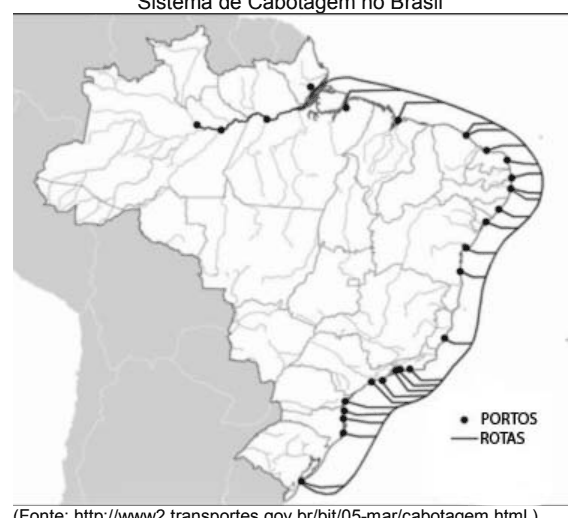 Sistema de Cabotagem no Brasil
PORTOS
ROTAS
(Fonte: http://www2.transportes.gov.br/bit/05-mar/cabotagem.html.)